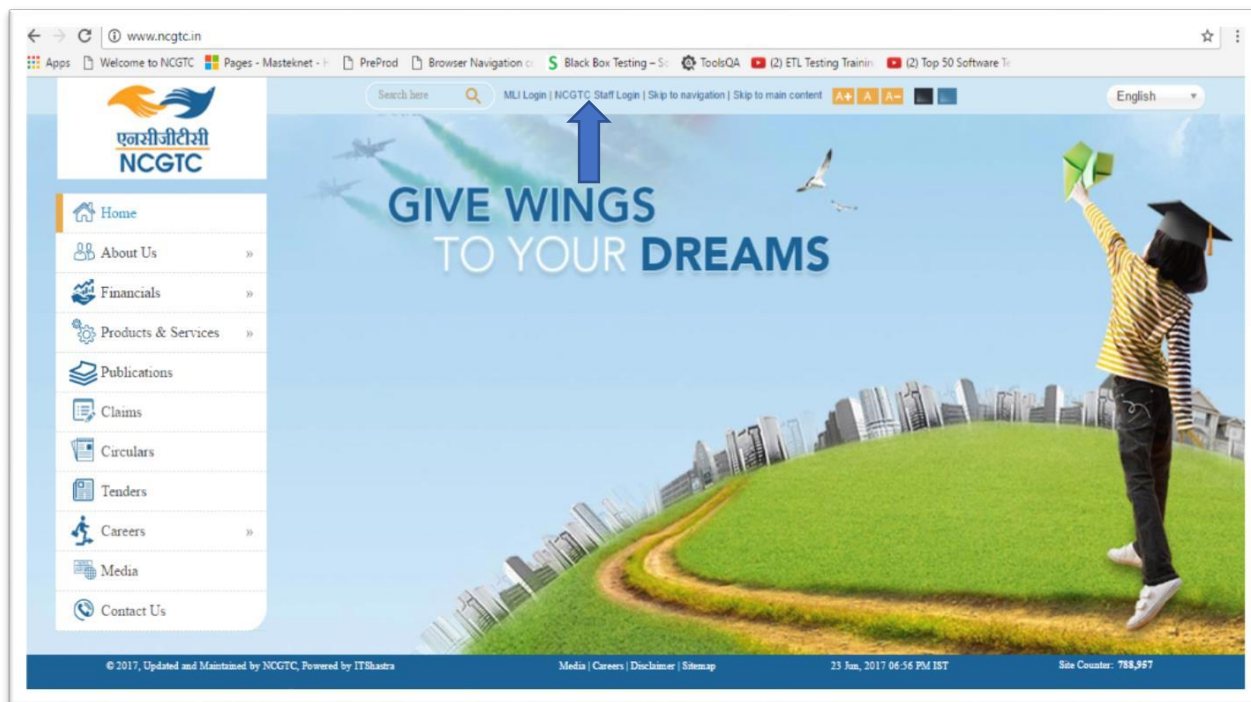 www.ncgtc.in
Apps Welcome to NCGTC Pages - Masteknet - H PreProd Browser Navigation c Black Box Testing – So ToolsQA (2) ETL Testing Trainin (2) Top 50 Software Te
Search here MLI Login | NCGTC Staff Login | Skip to navigation | Skip to main content A+ A A- English
एनसीजीटीसी
NCGTC
GIVE WINGS
TO YOUR DREAMS
Home
About Us »
Financials »
Products & Services »
Publications
Claims
Circulars
Tenders
Careers »
Media
Contact Us
© 2017, Updated and Maintained by NCGTC, Powered by ITShastra Media | Careers | Disclaimer | Sitemap 23 Jun, 2017 06:56 PM IST Site Counter: 788,957